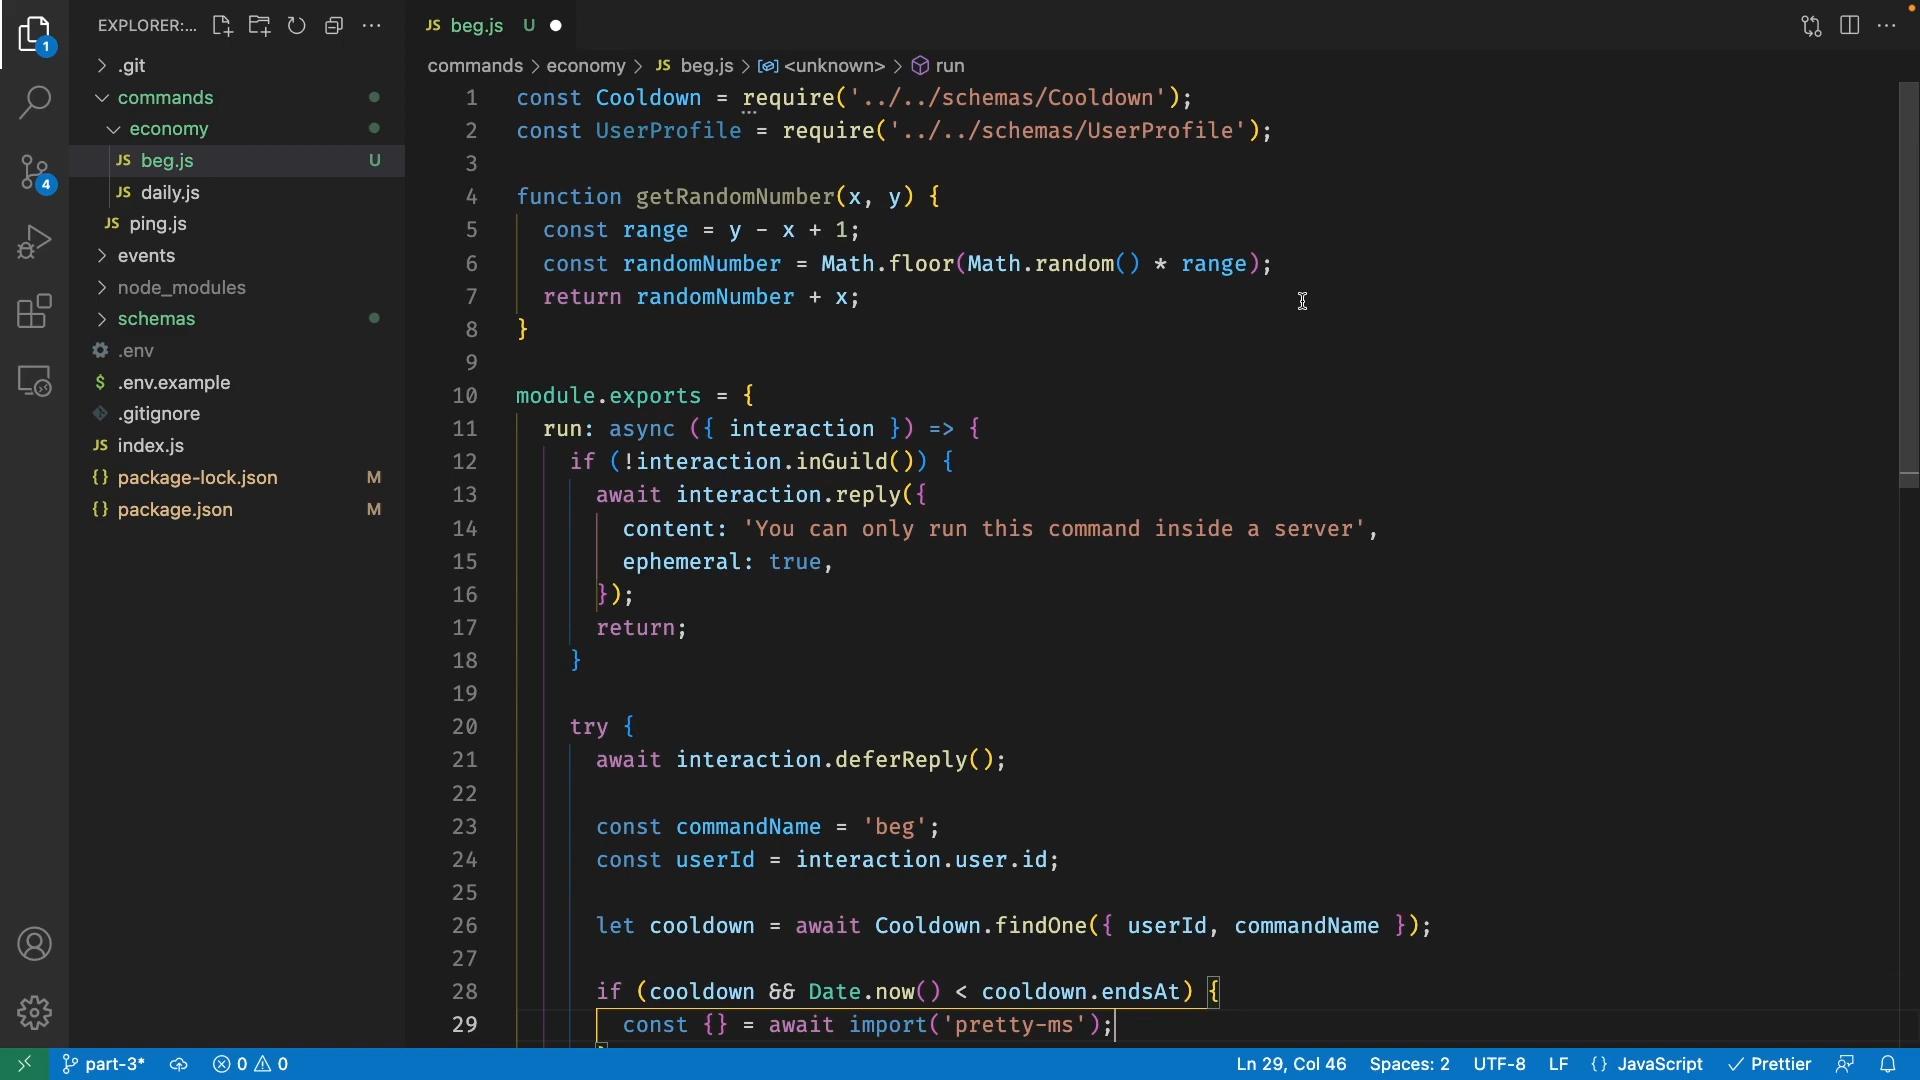 EXPLORER:...
1
4
.git
commands
economy
JS beg.js U
JS daily.js
JS ping.js
events
node_modules
schemas
.env
$ .env.example
.gitignore
JS index.js
{} package-lock.json M
{} package.json M
JS beg.js U
commands > economy > JS beg.js > <unknown> > run
1 const Cooldown = require('../../schemas/Cooldown');
2 const UserProfile = require('../../schemas/UserProfile');
3
4 function getRandomNumber(x, y) {
5 const range = y - x + 1;
6 const randomNumber = Math.floor(Math.random() * range);
7 return randomNumber + x;
8 }
9
10 module.exports = {
11 run: async ({ interaction }) => {
12 if (!interaction.inGuild()) {
13 await interaction.reply({
14 content: 'You can only run this command inside a server',
15 ephemeral: true,
16 });
17 return;
18 }
19
20 try {
21 await interaction.deferReply();
22
23 const commandName = 'beg';
24 const userId = interaction.user.id;
25
26 let cooldown = await Cooldown.findOne({ userId, commandName });
27
28 if (cooldown && Date.now() < cooldown.endsAt) {
29 const {} = await import('pretty-ms');
part-3* 0 0 Ln 29, Col 46 Spaces: 2 UTF-8 LF {} JavaScript Prettier